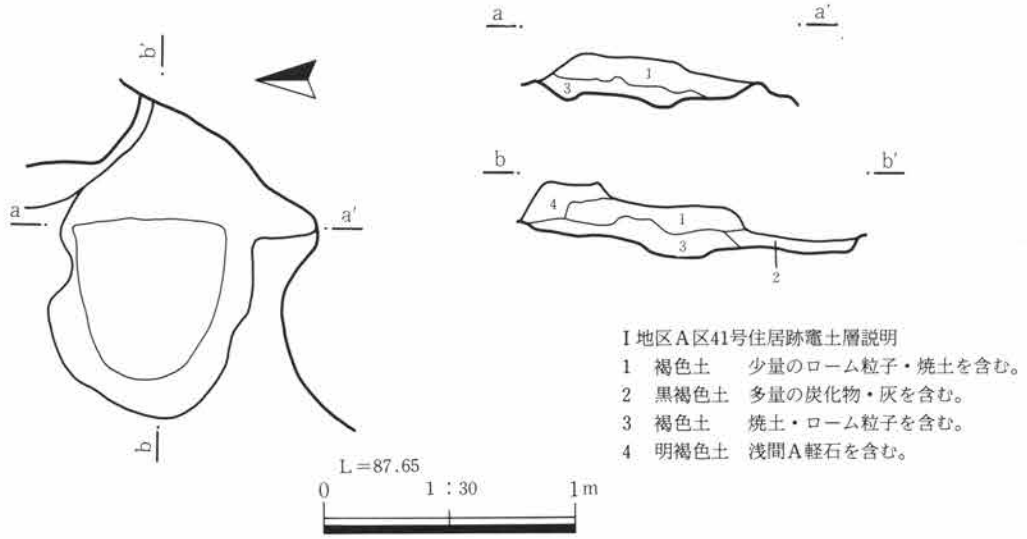 a a'
1
3
b b'
4
1
3
2
b'
a a'
b
I地区A区41号住居跡竈土層説明
1 褐色土 少量のローム粒子・焼土を含む。
2 黒褐色土 多量の炭化物・灰を含む。
3 褐色土 焼土・ローム粒子を含む。
4 明褐色土 浅間A軽石を含む。
L=87.65
0 1:30 1m